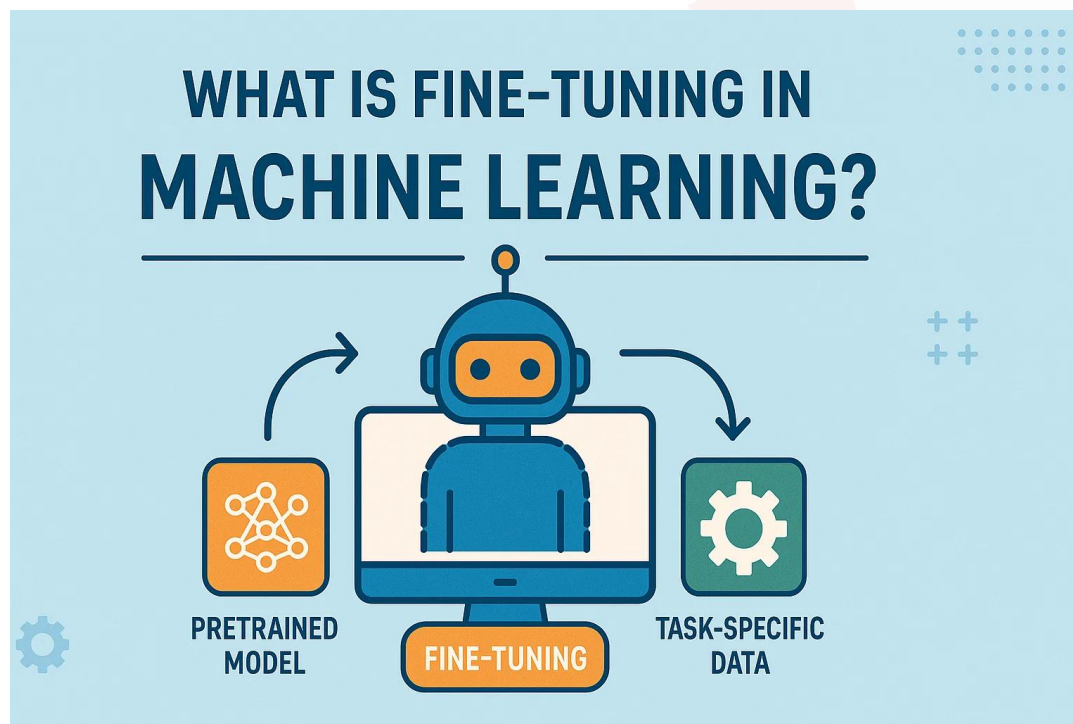 WHAT IS FINE-TUNING IN
MACHINE LEARNING?
PRETRAINED
MODEL
FINE-TUNING
TASK-SPECIFIC
DATA